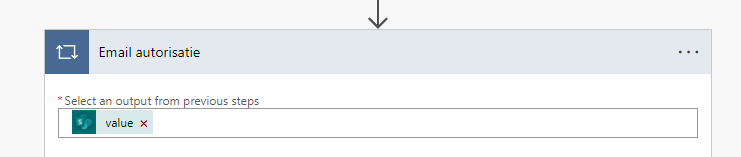 Email autorisatie
* Select an output from previous steps
value